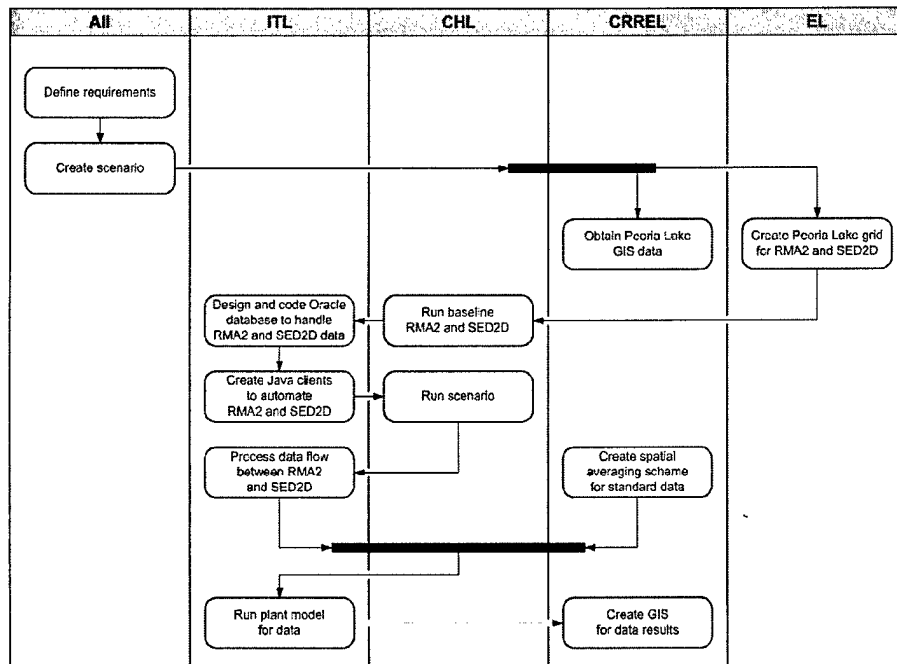 All
ITL
CHL
CRREL
EL
Define requirements
Create scenario
Obtain Peoria Lake
GIS data
Create Peoria Lake grid
for RMA2 and SED2D
Design and code Oracle
database to handle
RMA2 and SED2D data
Run baseline
RMA2 and SED2D
Create Java clients
to automate
RMA2 and SED2D
Run scenario
Process data flow
between RMA2
and SED2D
Create spatial
averaging scheme
for standard data
Run plant model
for data
Create GIS
for data results